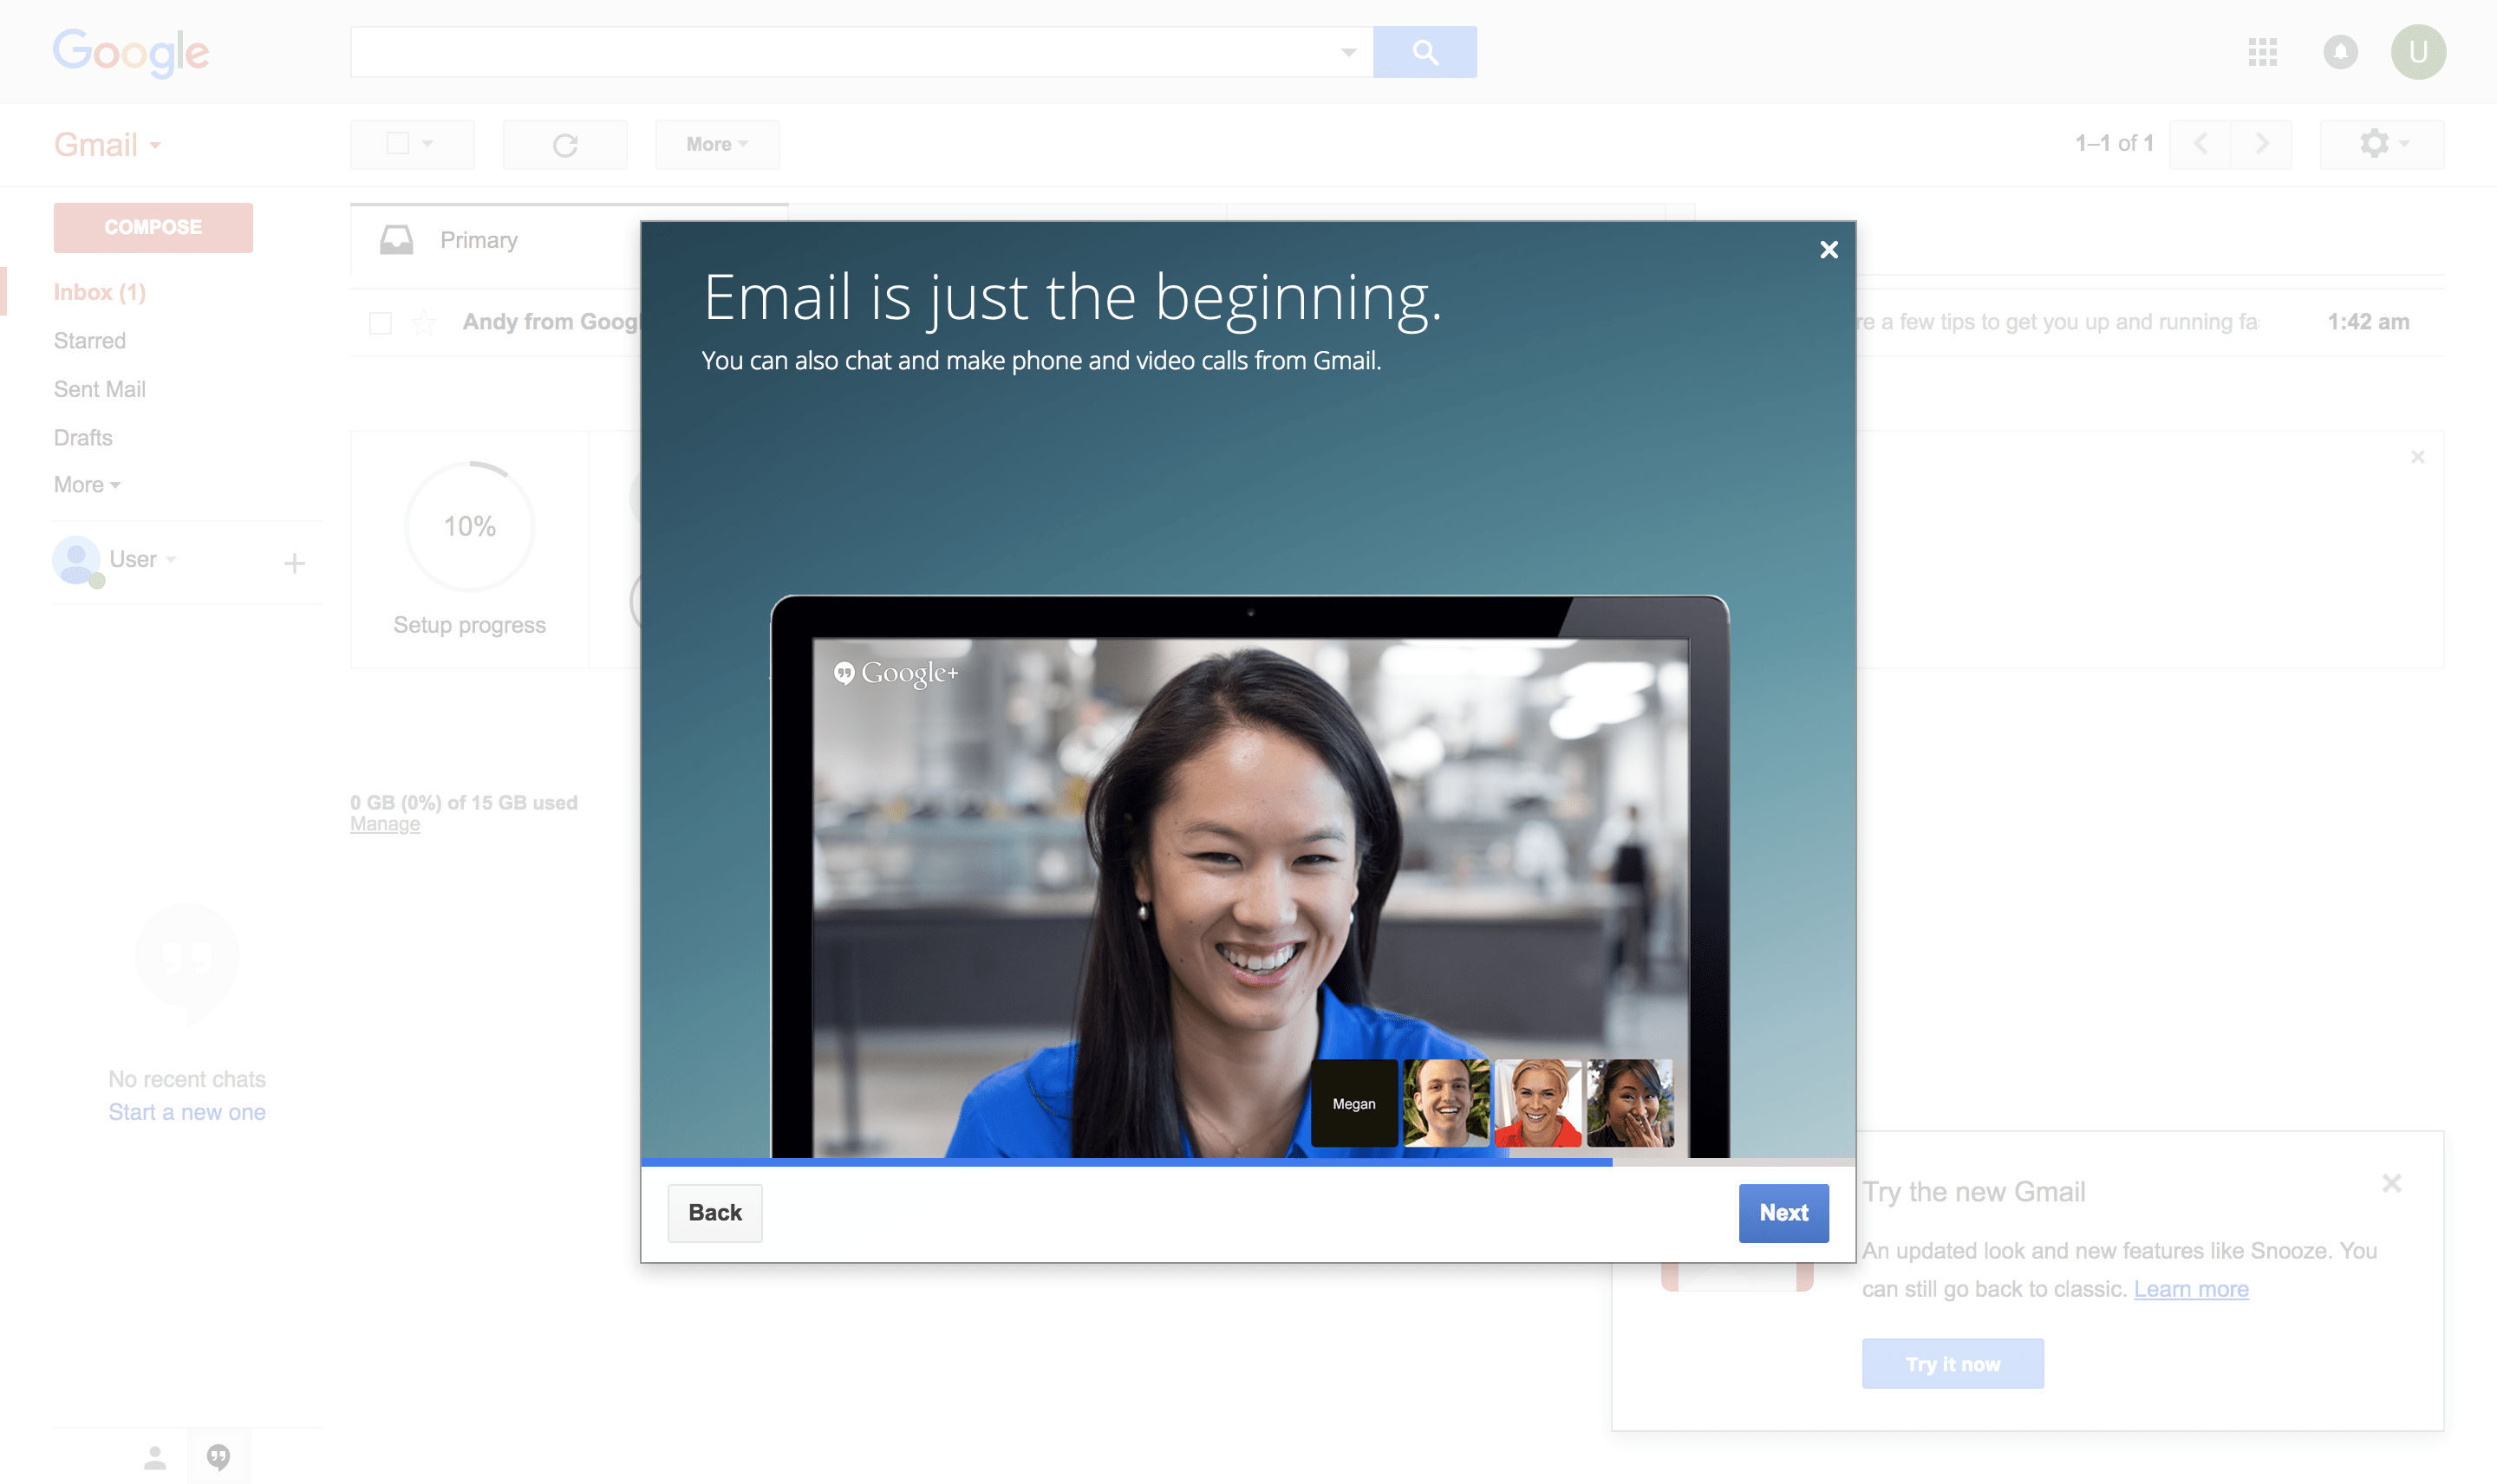 Google
U
Gmail
More
1–1 of 1
COMPOSE
Primary
Inbox (1)
Starred
Sent Mail
Drafts
More
User
Andy from
a few tips to get you up and running
1:42 am
10%
Setup progress
0 GB (0%) of 15 GB used
Manage
No recent chats
Start a new one
Email is just the beginning.
You can also chat and make phone and video calls from Gmail.
Google+
Megan
Back
Next
Try the new Gmail
An updated look and new features like Snooze. You
can still go back to classic. Learn more
Try it now